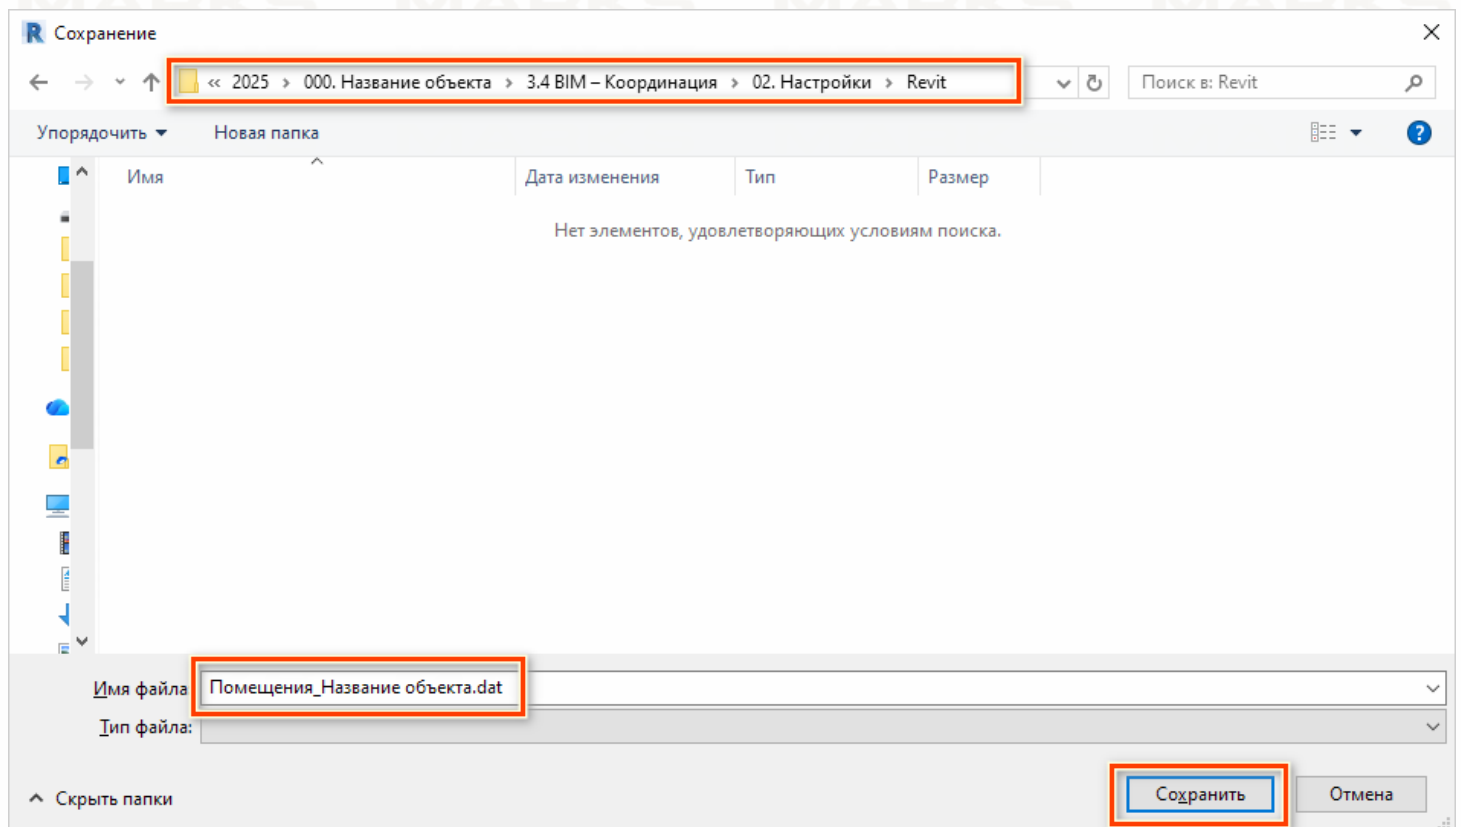 Сохранение
« 2025 › 000. Название объекта › 3.4 BIM – Координация › 02. Настройки › Revit
Поиск в: Revit
Упорядочить
Новая папка
Имя
Дата изменения
Тип
Размер
Нет элементов, удовлетворяющих условиям поиска.
Имя файла Помещения_Название объекта.dat
Тип файла:
Скрыть папки
Сохранить
Отмена